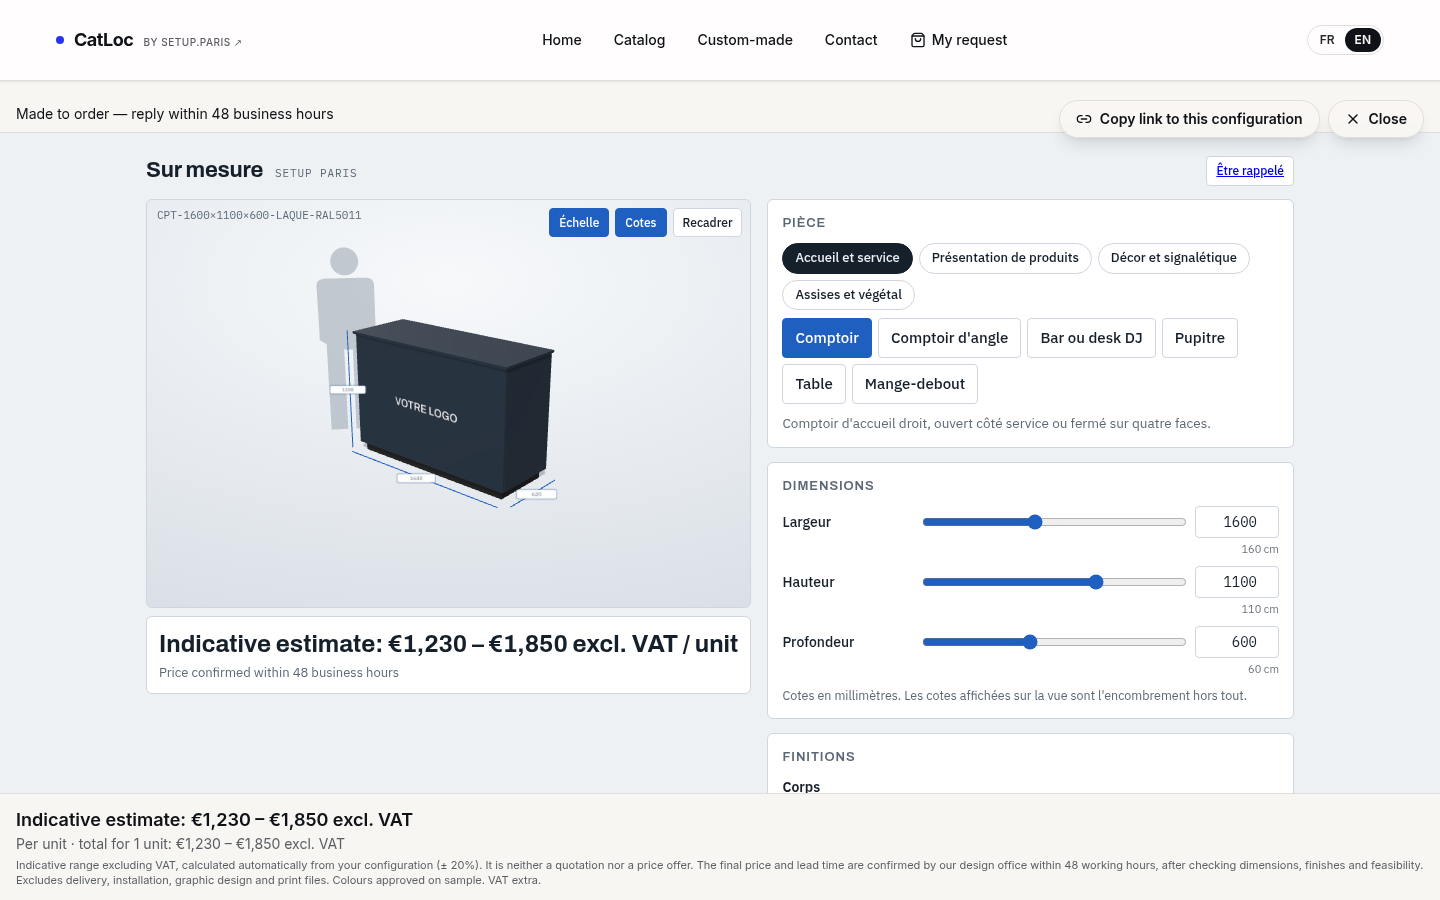 CatLoc BY SETUP.PARIS ↗
Home Catalog Custom-made Contact My request
FR EN
Made to order — reply within 48 business hours
Copy link to this configuration
Close
Sur mesure SETUP PARIS
Être rappelé
CPT-1600×1100×600-LAQUE-RAL5011
Échelle Cotes Recadrer
VOTRE LOGO
1100
Indicative estimate: €1,230 – €1,850 excl. VAT / unit
Price confirmed within 48 business hours
PIÈCE
Accueil et service Présentation de produits Décor et signalétique
Assises et végétal
Comptoir Comptoir d'angle Bar ou desk DJ Pupitre
Table Mange-debout
Comptoir d'accueil droit, ouvert côté service ou fermé sur quatre faces.
DIMENSIONS
Largeur 1600
160 cm
Hauteur 1100
110 cm
Profondeur 600
60 cm
Cotes en millimètres. Les cotes affichées sur la vue sont l'encombrement hors tout.
FINITIONS
Corps
Indicative estimate: €1,230 – €1,850 excl. VAT
Per unit · total for 1 unit: €1,230 – €1,850 excl. VAT
Indicative range excluding VAT, calculated automatically from your configuration (± 20%). It is neither a quotation nor a price offer. The final price and lead time are confirmed by our design office within 48 working hours, after checking dimensions, finishes and feasibility.
Excludes delivery, installation, graphic design and print files. Colours approved on sample. VAT extra.